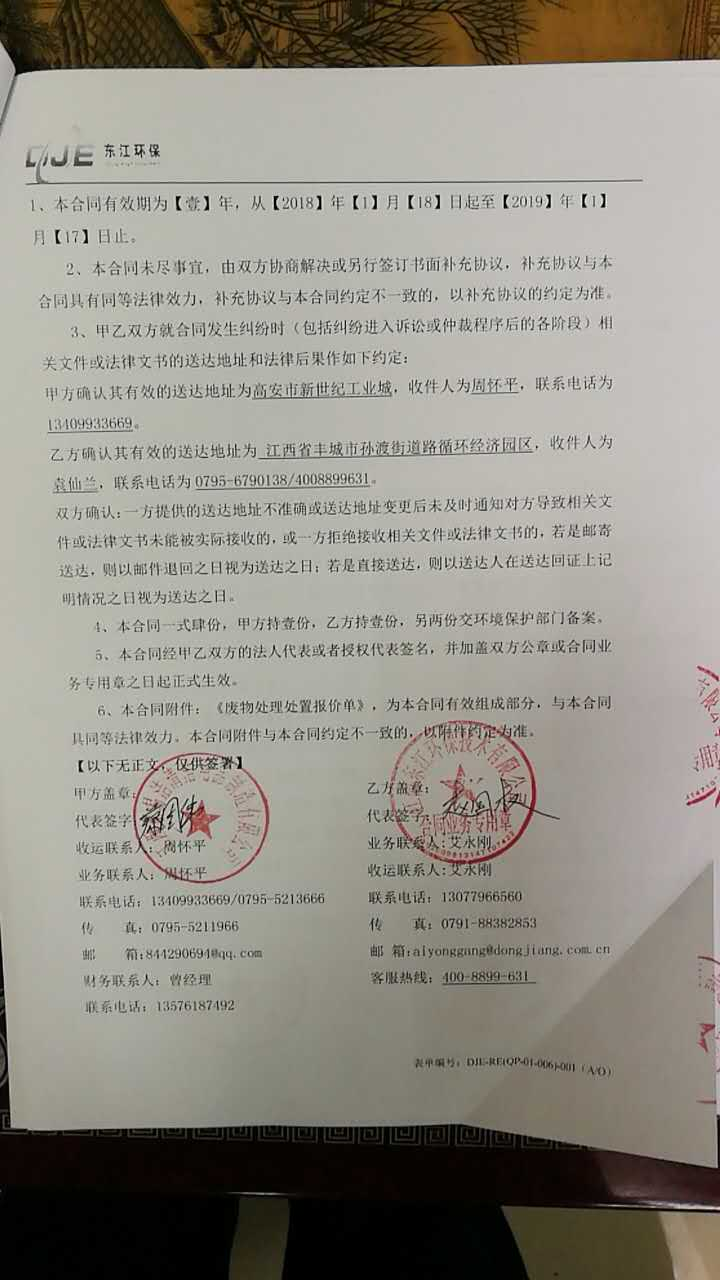 DJE 东江环保
1、本合同有效期为【壹】年，从【2018】年【1】月【18】日起至【2019】年【1】
月【17】日止。
2、本合同未尽事宜，由双方协商解决或另行签订书面补充协议，补充协议与本
合同具有同等法律效力，补充协议与本合同约定不一致的，以补充协议的约定为准。
3、甲乙双方就合同发生纠纷时（包括纠纷进入诉讼或仲裁程序后的各阶段）相
关文件或法律文书的送达地址和法律后果作如下约定：
甲方确认其有效的送达地址为高安市新世纪工业城，收件人为周怀平，联系电话为
13409933669。
乙方确认其有效的送达地址为 江西省丰城市孙渡街道路循环经济园区，收件人为
袁仙兰，联系电话为 0795-6790138/4008899631。
双方确认：一方提供的送达地址不准确或送达地址变更后未及时通知对方导致相关文
件或法律文书未能被实际接收的，或一方拒绝接收相关文件或法律文书的，若是邮寄
送达，则以邮件退回之日视为送达之日；若是直接送达，则以送达人在送达回证上记
明情况之日视为送达之日。
4、本合同一式肆份，甲方持壹份，乙方持壹份，另两份交环境保护部门备案。
5、本合同经甲乙双方的法人代表或者授权代表签名，并加盖双方公章或合同业
务专用章之日起正式生效。
6、本合同附件：《废物处理处置报价单》，为本合同有效组成部分，与本合同
具同等法律效力。本合同附件与本合同约定不一致的，以附件约定为准。
【以下无正文，仅供签署】
甲方盖章：
代表签字：
收运联系人：周怀平
业务联系人：周怀平
联系电话：13409933669/0795-5213666
传 真：0795-5211966
邮 箱：844290694@qq.com
财务联系人：曾经理
联系电话：13576187492
乙方盖章：
代表签字：
业务联系人：艾永刚
收运联系人：艾永刚
联系电话：13077966560
传 真：0791-88382853
邮 箱：aiyonggang@dongjiang.com.cn
客服热线：400-8899-631
东江环保技术有限公
合同业务专用章
表单编号：DJE-RE(QP-01-006)-001（A/O）